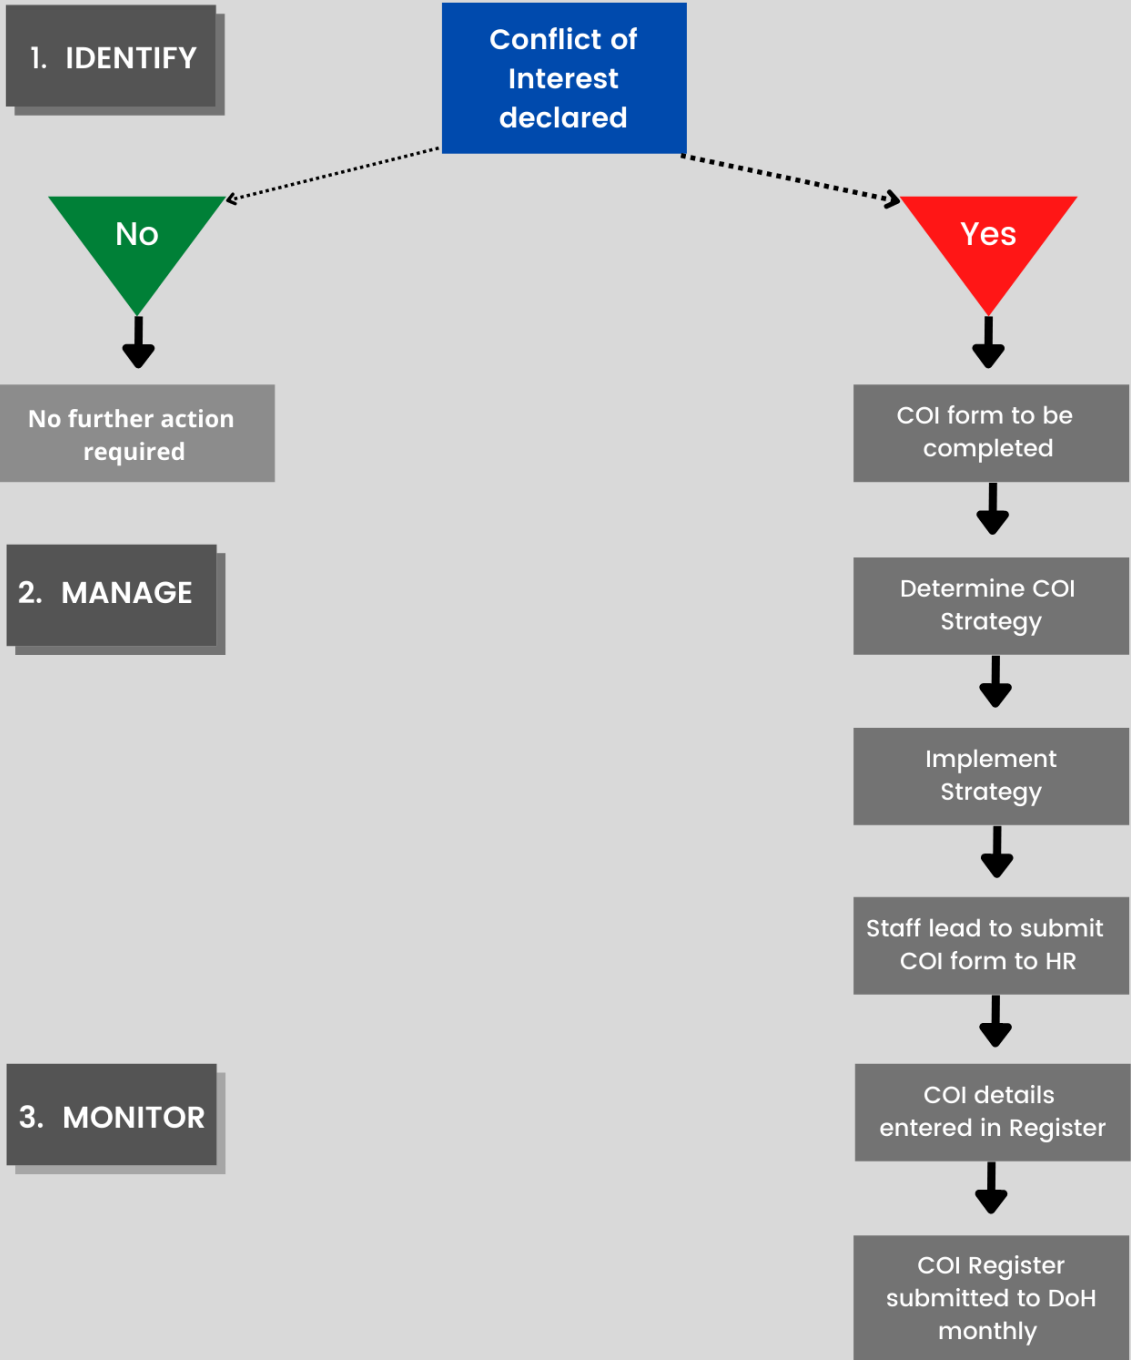 1. IDENTIFY
Conflict of
Interest
declared
No
Yes
No further action
required
COI form to be
completed
2. MANAGE
Determine COI
Strategy
Implement
Strategy
Staff lead to submit
COI form to HR
3. MONITOR
COI details
entered in Register
COI Register
submitted to DoH
monthly